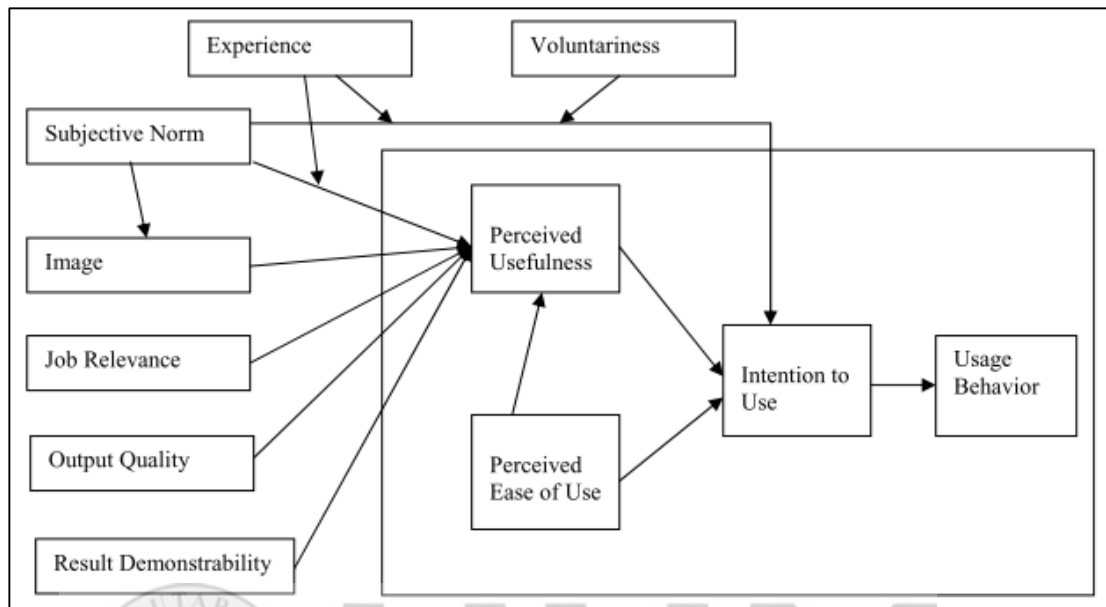 Experience
Voluntariness
Subjective Norm
Perceived
Usefulness
Image
Job Relevance
Intention to
Use
Usage
Behavior
Output Quality
Perceived
Ease of Use
Result Demonstrability
UTAR